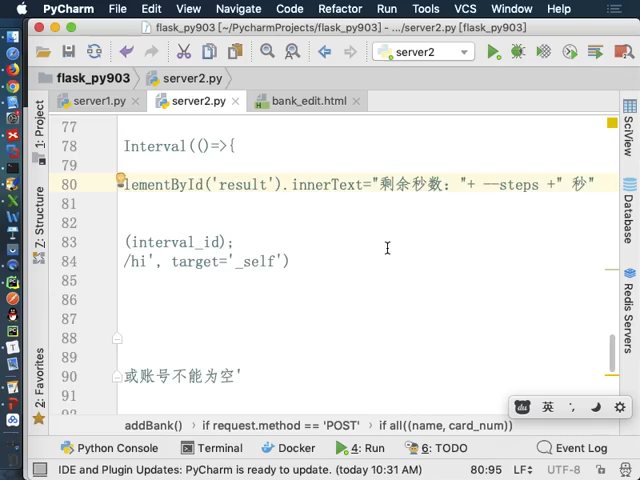 PyCharm File Edit View Navigate Code Refactor Run Tools VCS Window Help
flask_py903 [~/PycharmProjects/flask_py903] - .../server2.py [flask_py903]
server2
flask_py903 server2.py
server1.py server2.py bank_edit.html
77
78 Interval(()=>{
79
80 lementById('result').innerText="剩余秒数："+ --steps +" 秒"
81
82
83 (interval_id);
84 /hi', target='_self')
85
86
87
88
89
90 或账号不能为空'
91
1: Project
Z: Structure
2: Favorites
SciView
Database
Redis Servers
du 英
addBank() if request.method == 'POST' if all((name, card_num))
Python Console Terminal Docker 4: Run 6: TODO Event Log
IDE and Plugin Updates: PyCharm is ready to update. (today 10:31 AM) 80:95 LF UTF-8